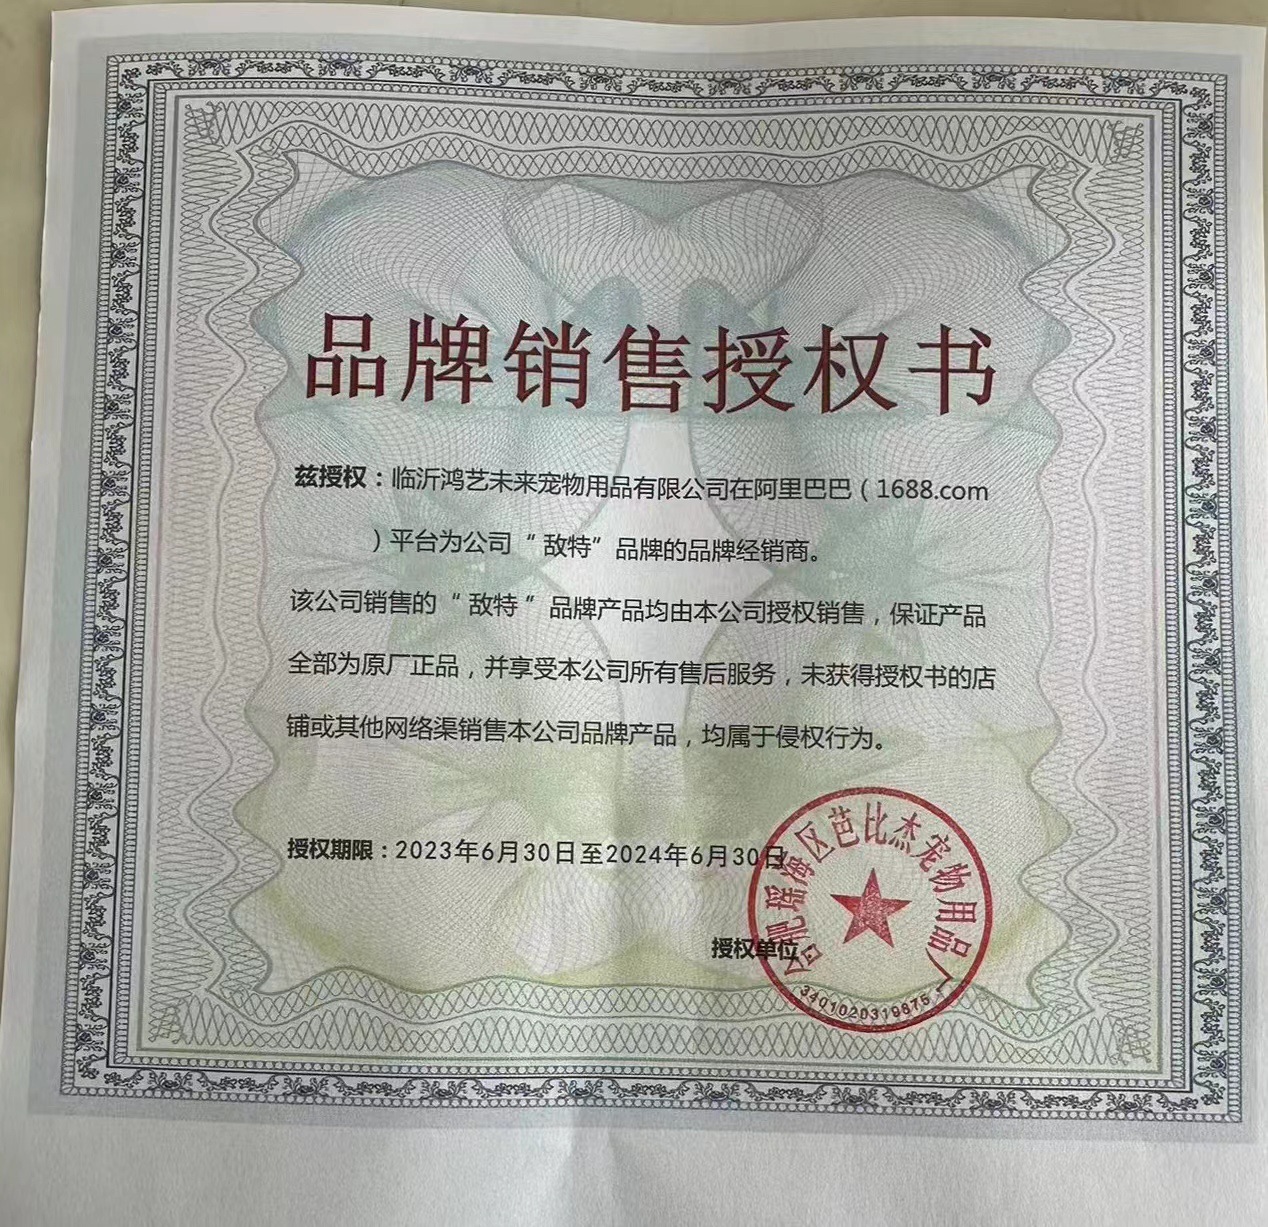 品牌销售授权书
兹授权：临沂鸿艺未来宠物用品有限公司在阿里巴巴（1688.com
）平台为公司“敌特”品牌的品牌经销商。
该公司销售的“敌特“品牌产品均由本公司授权销售，保证产品
全部为原厂正品，并享受本公司所有售后服务，未获得授权书的店
铺或其他网络渠销售本公司品牌产品，均属于侵权行为。
授权期限：2023年6月30日至2024年6月30日
授权单位
合肥瑶海区芭比杰宠物用品厂
3401020319875